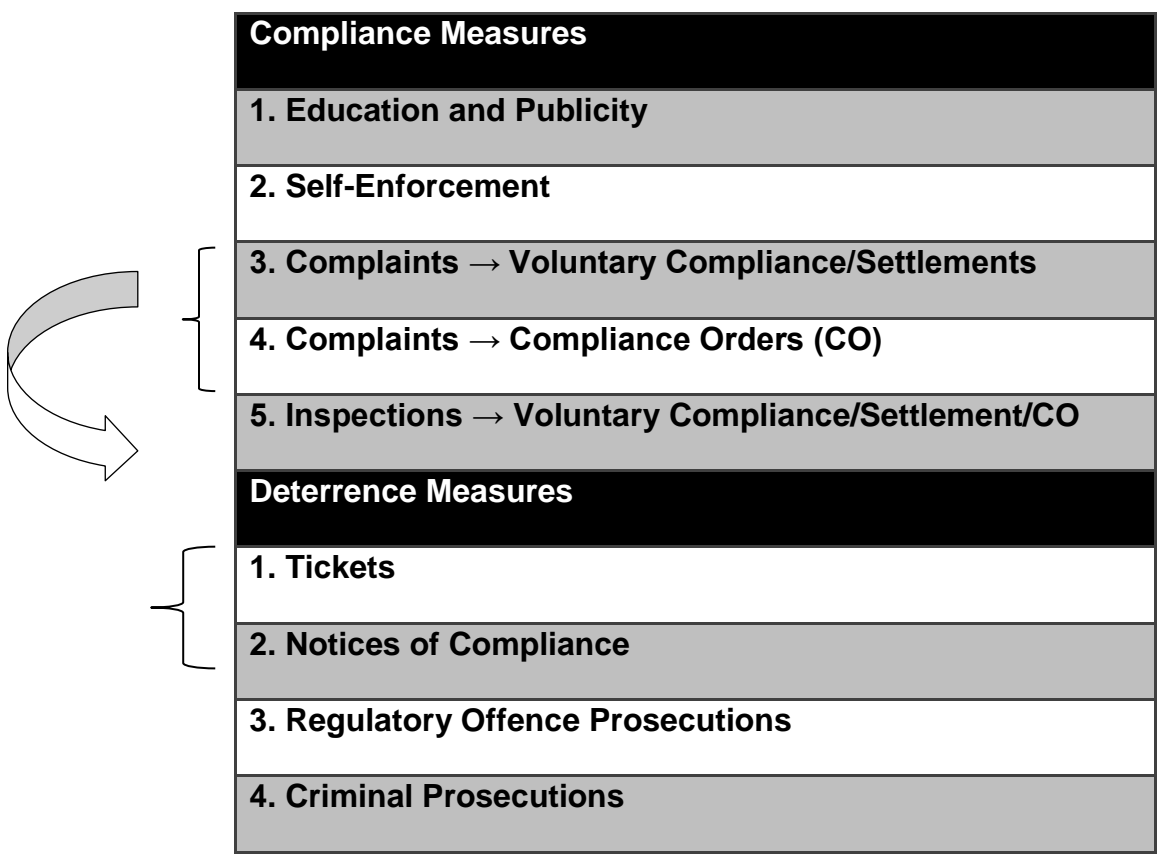 Compliance Measures
1. Education and Publicity
2. Self-Enforcement
3. Complaints → Voluntary Compliance/Settlements
4. Complaints → Compliance Orders (CO)
5. Inspections → Voluntary Compliance/Settlement/CO
Deterrence Measures
1. Tickets
2. Notices of Compliance
3. Regulatory Offence Prosecutions
4. Criminal Prosecutions